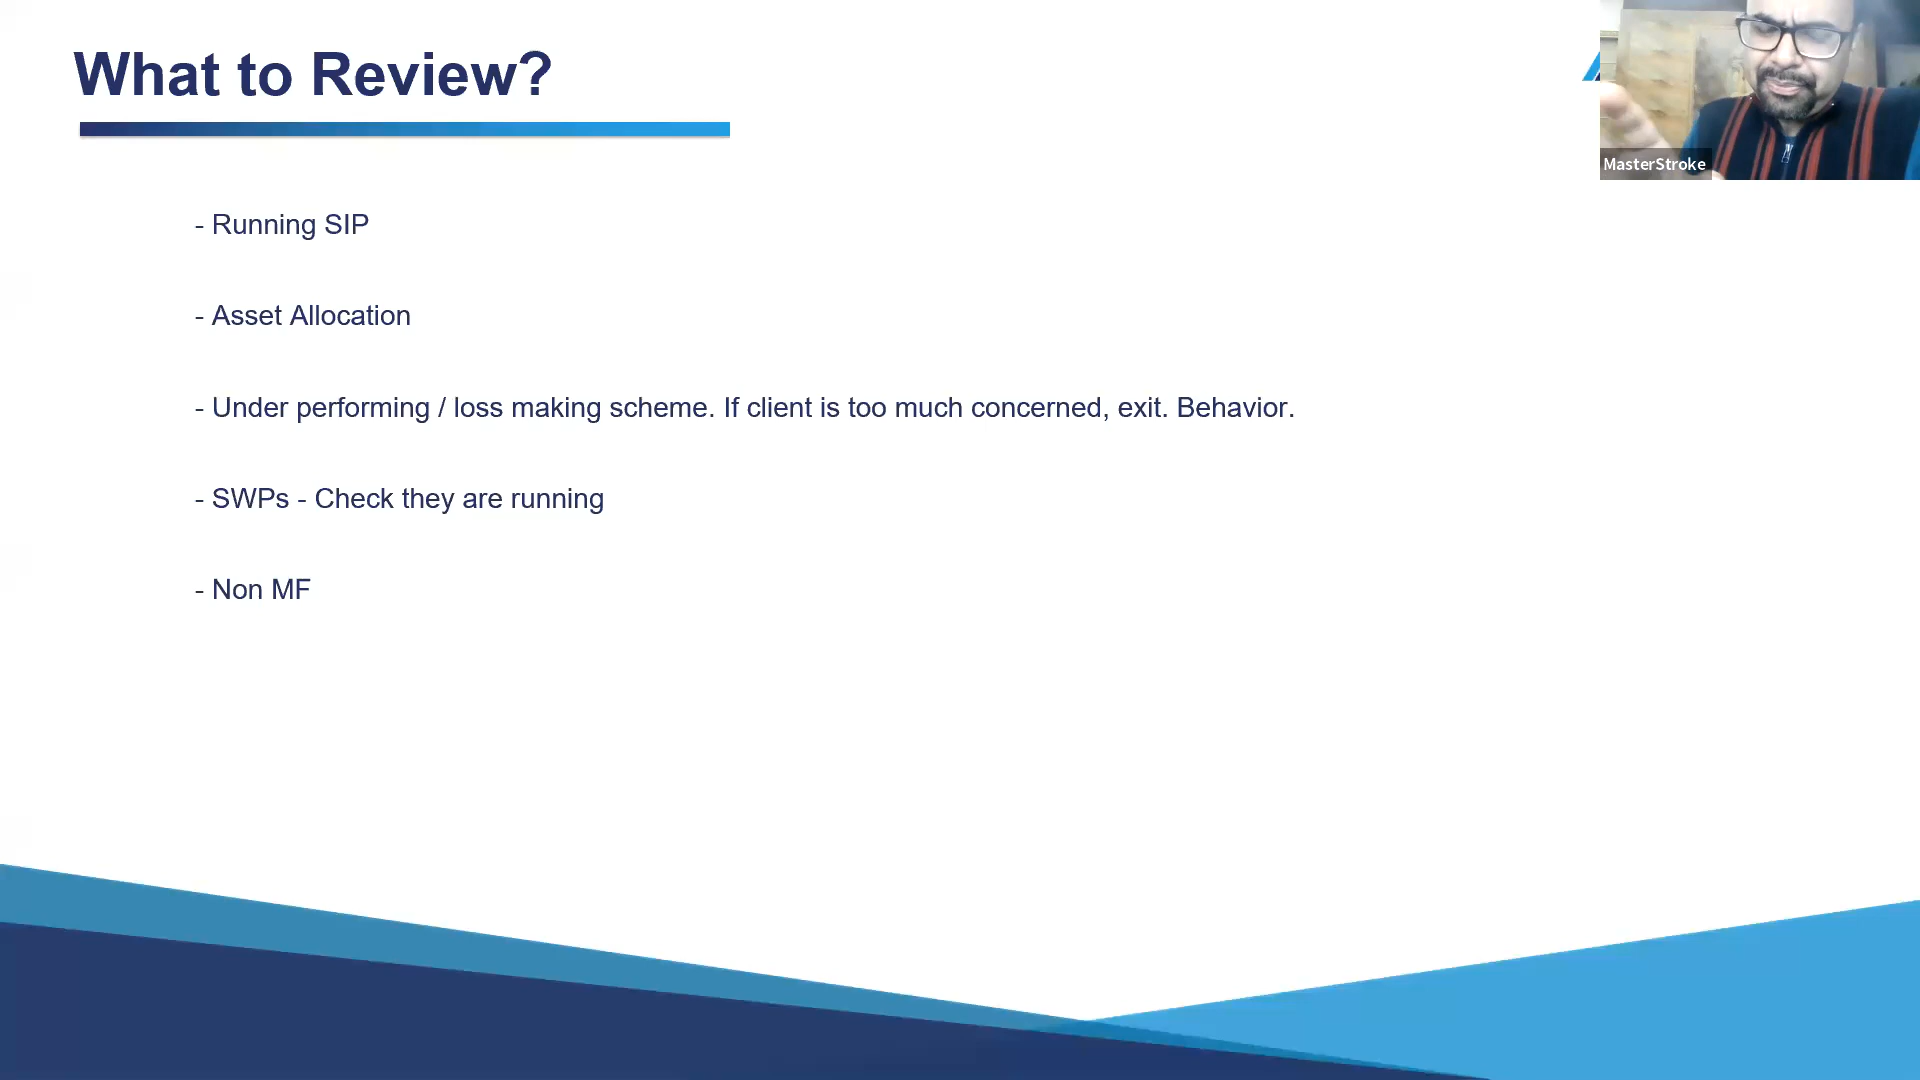 What to Review?
MasterStroke
- Running SIP
- Asset Allocation
- Under performing / loss making scheme. If client is too much concerned, exit. Behavior.
- SWPs - Check they are running
- Non MF